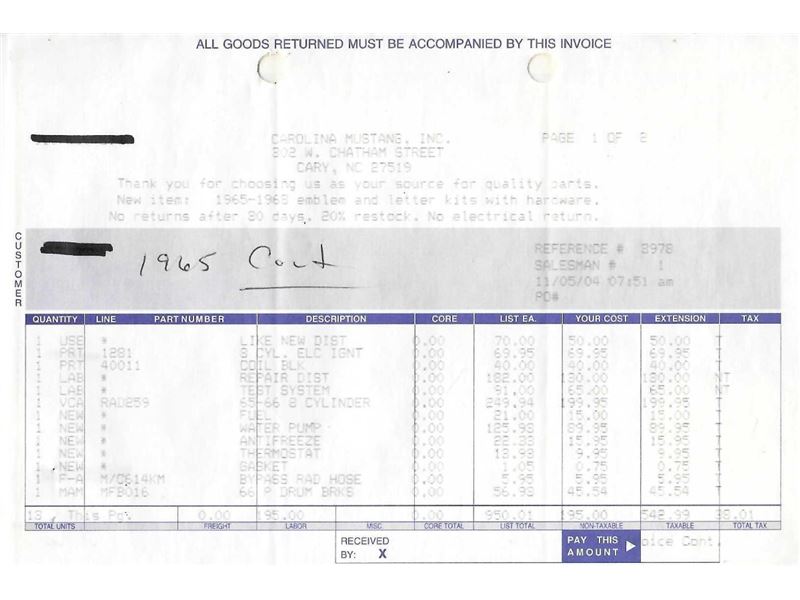 ALL GOODS RETURNED MUST BE ACCOMPANIED BY THIS INVOICE
CAROLINA MUSTANG, INC. PAGE 1 OF 2
802 W. CHATHAM STREET
CARY, NC 27519
Thank you for choosing us as your source for quality parts.
New item: 1965-1968 emblem and letter kits with hardware.
No returns after 30 days. 20% restock. No electrical return.
CUSTOMER
1965
REFERENCE # 3978
SALESMAN # 1
11/05/04 07:51 am
PO#
QUANTITY LINE PART NUMBER DESCRIPTION CORE LIST EA. YOUR COST EXTENSION TAX
1 USE * LIKE NEW DIST 0.00 70.00 50.00 50.00 T
1 PRT 1281 8 CYL. ELC IGNT 0.00 69.95 69.95 69.95 T
1 PRT 40011 COIL BLK 0.00 40.00 40.00 40.00 T
1 LAB * REPAIR DIST 0.00 182.00 130.00 130.00 NT
1 LAB * TEST SYSTEM 0.00 91.00 65.00 65.00 NT
1 VCA RAD259 65-66 8 CYLINDER 0.00 249.94 199.95 199.95 T
1 NEW * FUEL 0.00 21.00 15.00 15.00 T
1 NEW * WATER PUMP 0.00 125.93 89.95 89.95 T
1 NEW * ANTIFREEZE 0.00 22.33 15.95 15.95 T
1 NEW * THERMOSTAT 0.00 13.93 9.95 9.95 T
1 NEW * GASKET 0.00 1.05 0.75 0.75 T
1 F-A M/C614KM BYPASS RAD HOSE 0.00 5.95 5.95 5.95 T
1 MAM MFB016 66 P DRUM BRKS 0.00 56.93 45.54 45.54 T
13, This Pg. 0.00 195.00 0.00 950.01 195.00 542.99 38.01
TOTAL UNITS FREIGHT LABOR MISC CORE TOTAL LIST TOTAL NON-TAXABLE TAXABLE TOTAL TAX
RECEIVED
BY: X
PAY THIS
AMOUNT
oice Cont.